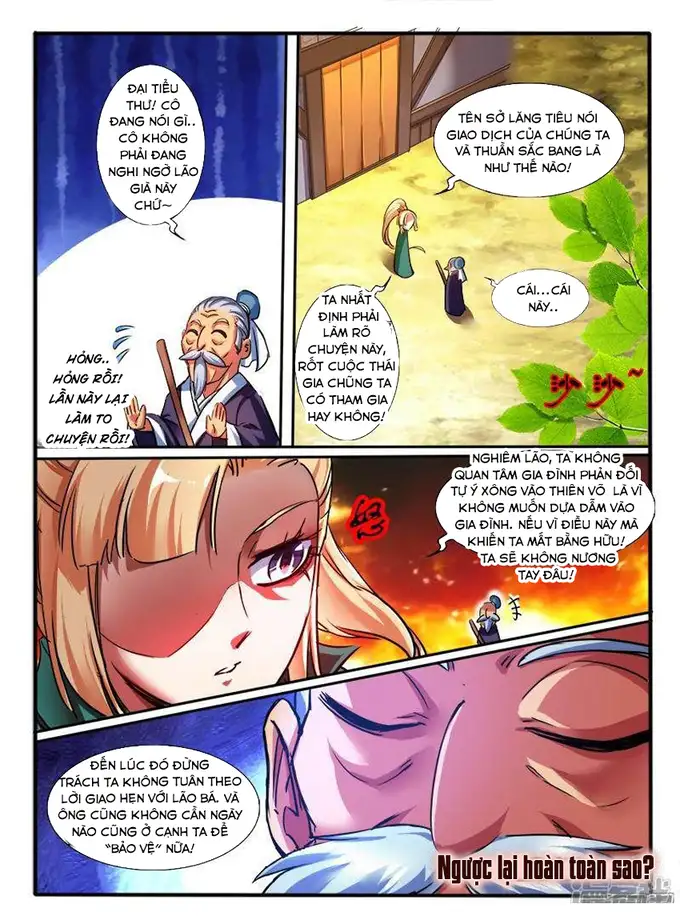 ĐẠI TIỂU
THƯ! CÔ
ĐANG NÓI GÌ..
CÔ KHÔNG
PHẢI ĐANG
NGHI NGỜ LÃO
GIÀ NÀY
CHỨ~
HỎNG..
HỎNG RỒI!
LẦN NÀY LẠI
LÀM TO
CHUYỆN RỒI!
TÊN SỞ LĂNG TIÊU NÓI
GIAO DỊCH CỦA CHÚNG TA
VÀ THUẦN SẮC BANG LÀ
NHƯ THẾ NÀO!
CÁI...CÁI
NÀY..
TA NHẤT
ĐỊNH PHẢI
LÀM RÕ
CHUYỆN NÀY,
RỐT CUỘC THÁI
GIA CHÚNG TA
CÓ THAM GIA
HAY KHÔNG!
沙 沙~
NGHIÊM LÃO, TA KHÔNG
QUAN TÂM GIA ĐÌNH PHẢN ĐỐI
TỰ Ý XÔNG VÀO THIÊN VÕ LÀ VÌ
KHÔNG MUỐN DỰA DẪM VÀO
GIA ĐÌNH. NẾU VÌ ĐIỀU NÀY MÀ
KHIẾN TA MẤT BẰNG HỮU!
TA SẼ KHÔNG NƯƠNG
TAY ĐÂU!
ĐẾN LÚC ĐÓ ĐỪNG
TRÁCH TA KHÔNG TUÂN THEO
LỜI GIAO HẸN VỚI LÃO BÁ. VÀ
ÔNG CŨNG KHÔNG CẦN NGÀY
NÀO CŨNG Ở CẠNH TA ĐỂ
"BẢO VỆ" NỮA!
Ngược lại hoàn toàn sao?